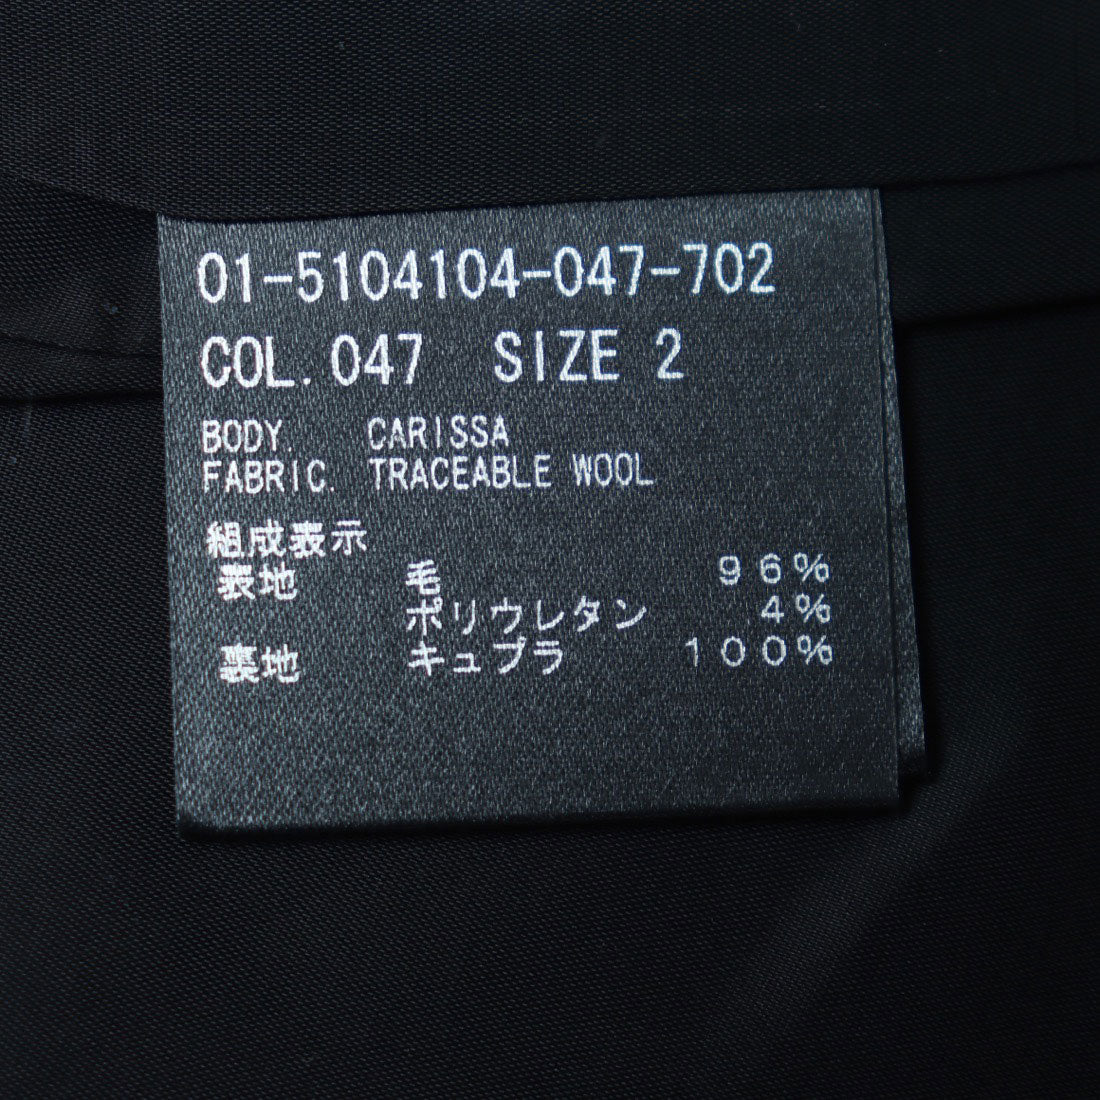 01-5104104-047-702
COL.047 SIZE 2
BODY. CARISSA
FABRIC. TRACEABLE WOOL
組成表示
表地 毛 96%
ポリウレタン 4%
裏地 キュプラ 100%